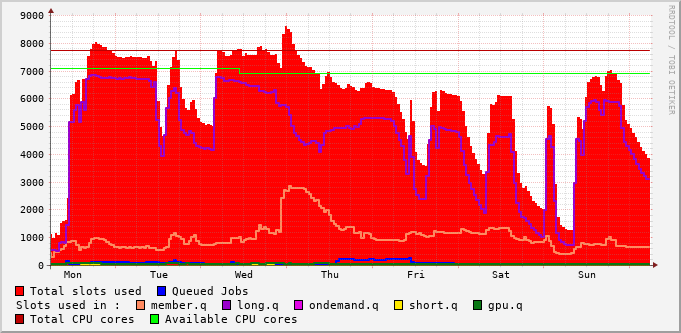 9000
8000
7000
6000
5000
4000
3000
2000
1000
0
Mon Tue Wed Thu Fri Sat Sun
RRDTOOL / TOBI OETIKER
Total slots used Queued Jobs
Slots used in : member.q long.q ondemand.q short.q gpu.q
Total CPU cores Available CPU cores